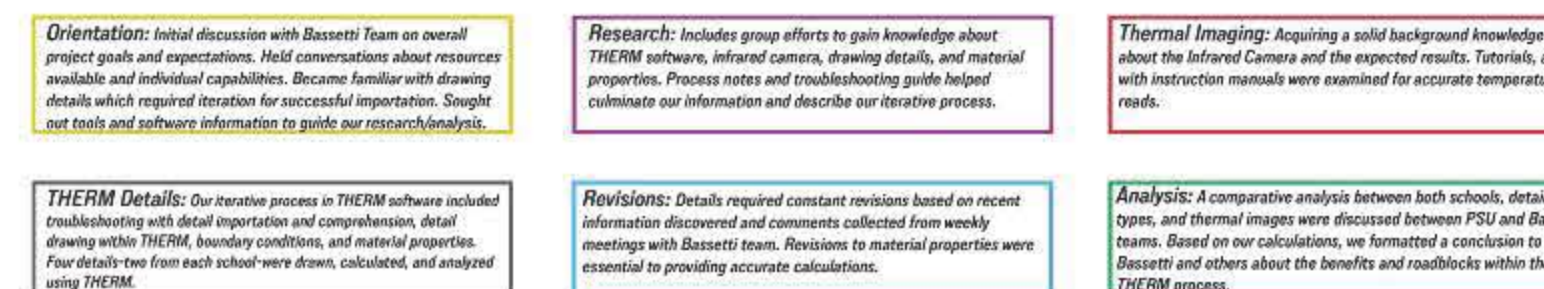 Orientation: Initial discussion with Bassetti Team on overall
project goals and expectations. Held conversations about resources
available and individual capabilities. Became familiar with drawing
details which required iteration for successful importation. Sought
out tools and software information to guide our research/analysis.
Research: Includes group efforts to gain knowledge about
THERM software, infrared camera, drawing details, and material
properties. Process notes and troubleshooting guide helped
culminate our information and describe our iterative process.
Thermal Imaging: Acquiring a solid background knowledge
about the Infrared Camera and the expected results. Tutorials,
with instruction manuals were examined for accurate
reads.
THERM Details: Our iterative process in THERM software included
troubleshooting with detail importation and comprehension, detail
drawing within THERM, boundary conditions, and material properties.
Four details-two from each school-were drawn, calculated, and analyzed
using THERM.
Revisions: Details required constant revisions based on recent
information discovered and comments collected from weekly
meetings with Bassetti team. Revisions to material properties were
essential to providing accurate calculations.
Analysis: A comparative analysis between both schools,
types, and thermal images were discussed between PSU and
teams. Based on our calculations, we formatted a conclusion to
Bassetti and others about the benefits and roadblocks within
THERM process.